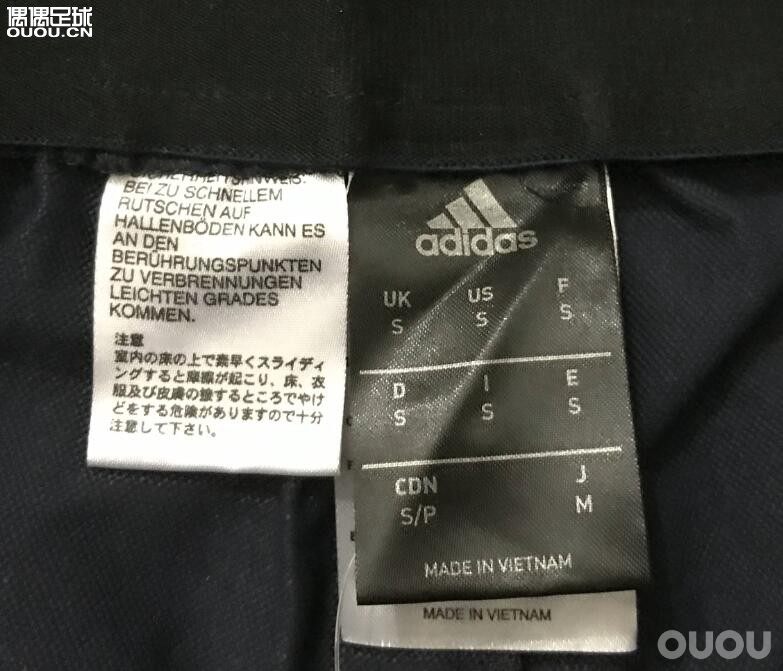 偶偶足球
OUOU.CN
SICHERHEITSHINWEIS:
BEI ZU SCHNELLEM
RUTSCHEN AUF
HALLENBÖDEN KANN ES
AN DEN
BERÜHRUNGSPUNKTEN
ZU VERBRENNUNGEN
LEICHTEN GRADES
KOMMEN.
注意
室内の床の上で素早くスライディ
ングすると摩擦が起こり、床、衣
服及び皮膚の接するところでやけ
どをする危険がありますので十分
注意して下さい。
adidas
UK US F
S S S
D I E
S S S
CDN J
S/P M
MADE IN VIETNAM
MADE IN VIETNAM
OUOU